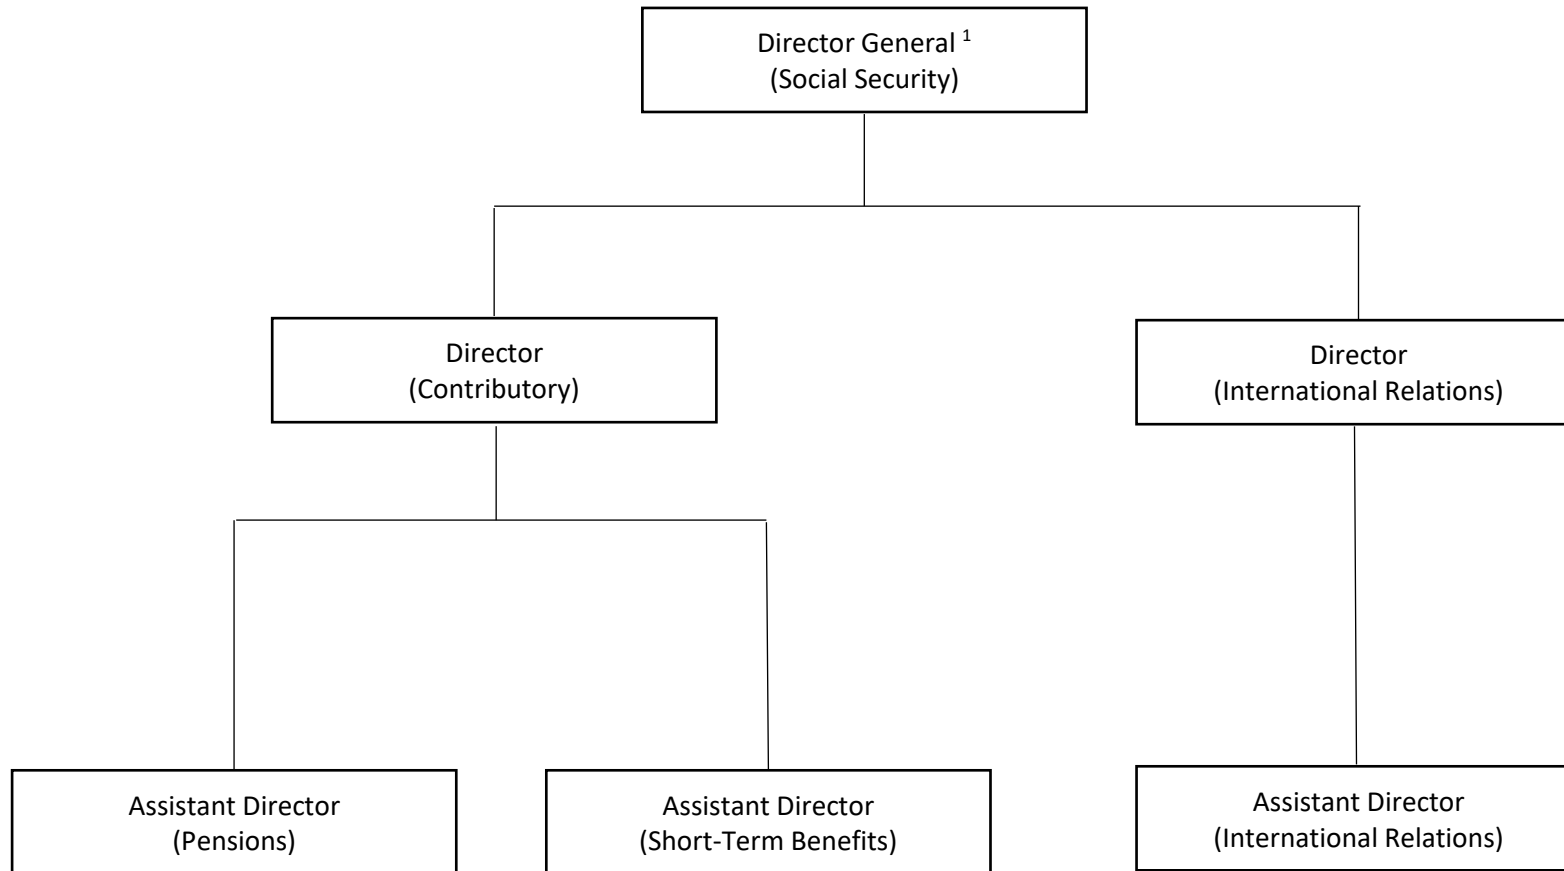 Director General ¹
(Social Security)
Director
(Contributory)
Director
(International Relations)
Assistant Director
(Pensions)
Assistant Director
(Short-Term Benefits)
Assistant Director
(International Relations)